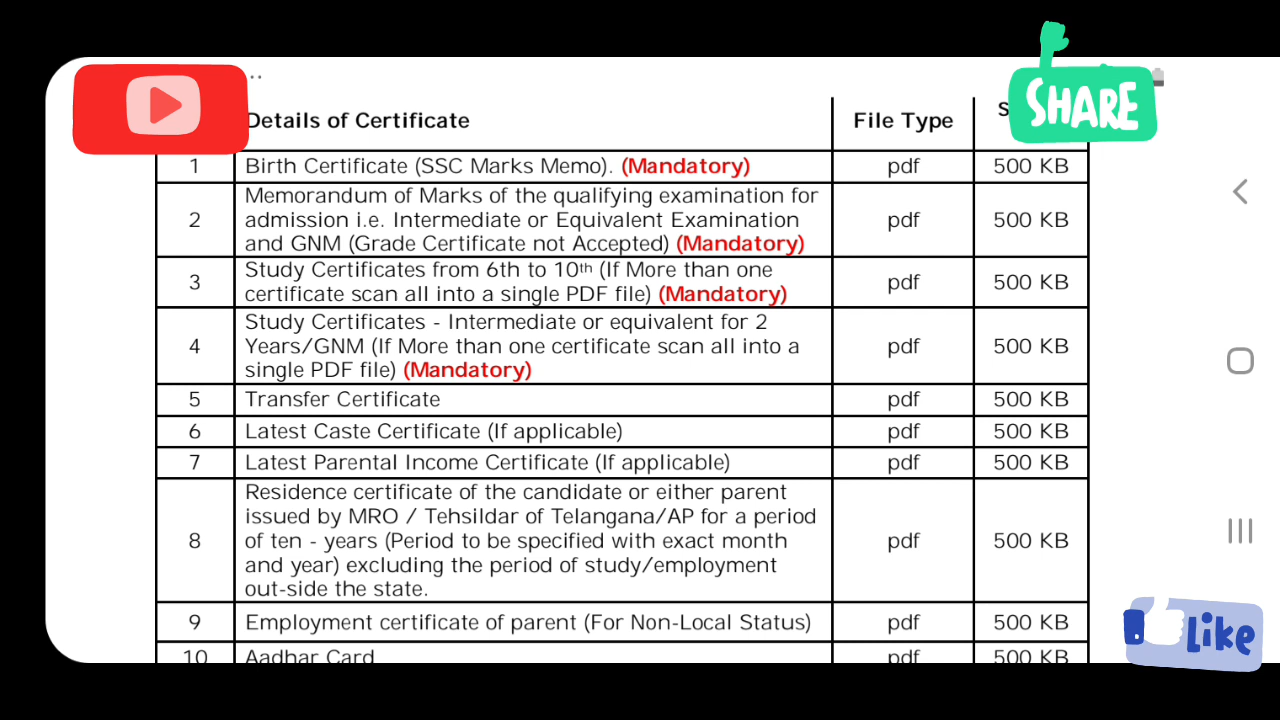 SHARE
Details of Certificate File Type
1 Birth Certificate (SSC Marks Memo). (Mandatory) pdf 500 KB
Memorandum of Marks of the qualifying examination for
2 admission i.e. Intermediate or Equivalent Examination pdf 500 KB
and GNM (Grade Certificate not Accepted) (Mandatory)
3 Study Certificates from 6th to 10th (If More than one pdf 500 KB
certificate scan all into a single PDF file) (Mandatory)
Study Certificates - Intermediate or equivalent for 2
4 Years/GNM (If More than one certificate scan all into a pdf 500 KB
single PDF file) (Mandatory)
5 Transfer Certificate pdf 500 KB
6 Latest Caste Certificate (If applicable) pdf 500 KB
7 Latest Parental Income Certificate (If applicable) pdf 500 KB
Residence certificate of the candidate or either parent
issued by MRO / Tehsildar of Telangana/AP for a period
8 of ten - years (Period to be specified with exact month pdf 500 KB
and year) excluding the period of study/employment
out-side the state.
9 Employment certificate of parent (For Non-Local Status) pdf 500 KB
10 Aadhar Card pdf 500 KB
Like